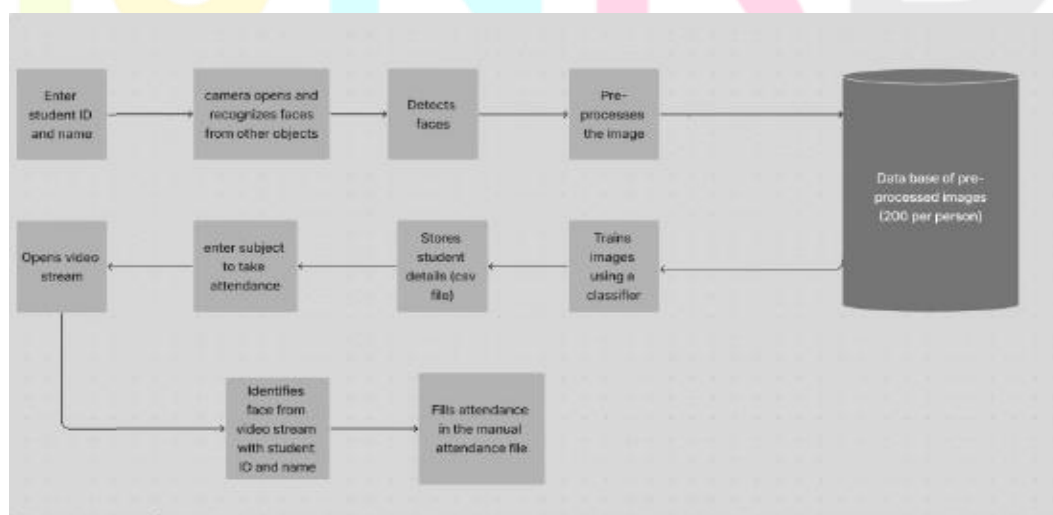 Enter
student ID
and name
camera opens and
recognizes faces
from other objects
Detects
faces
Pre-
processes
the image
Data base of pre-
processed images
(200 per person)
Opens video
stream
enter subject
to take
attendance
Stores
student
details (csv
file)
Trains
images
using a
classifier
Identifies
face from
video stream
with student
ID and name
Fills attendance
in the manual
attendance file